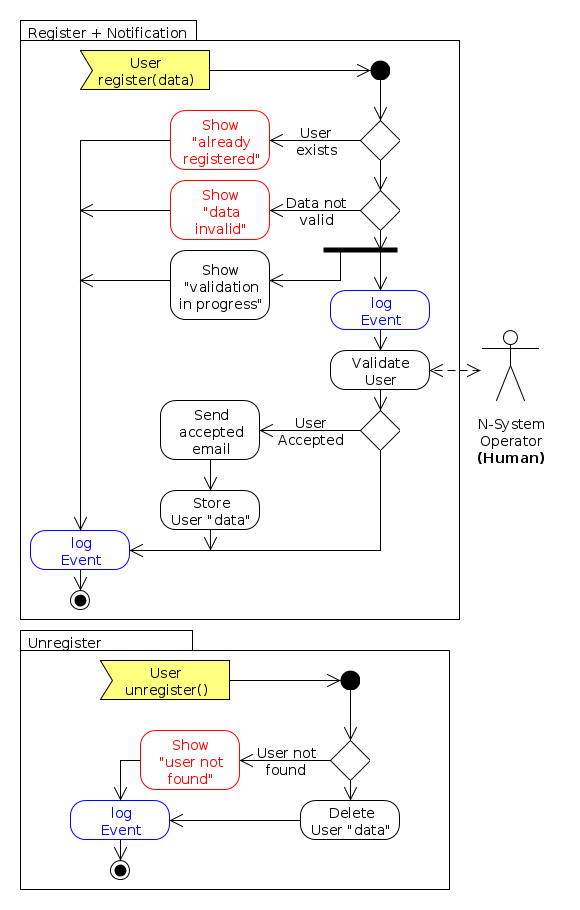 Register + Notification
User
register(data)
Show
"already
registered"
User
exists
Show
"data
invalid"
Data not
valid
Show
"validation
in progress"
log
Event
Validate
User
N-System
Operator
(Human)
Send
accepted
email
User
Accepted
Store
User "data"
log
Event
Unregister
User
unregister()
Show
"user not
found"
User not
found
log
Event
Delete
User "data"